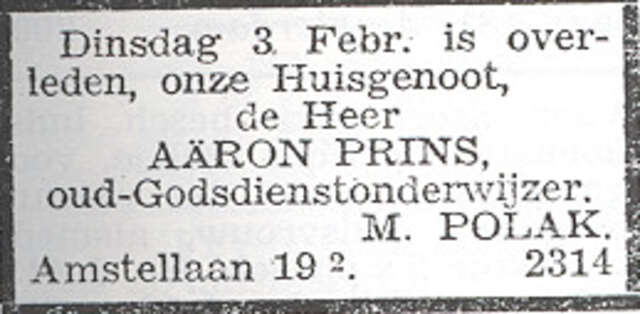 Dinsdag 3 Febr. is over-
leden, onze Huisgenoot,
de Heer
AÄRON PRINS,
oud-Godsdienstonderwijzer.
M. POLAK.
Amstellaan 19 ². 2314